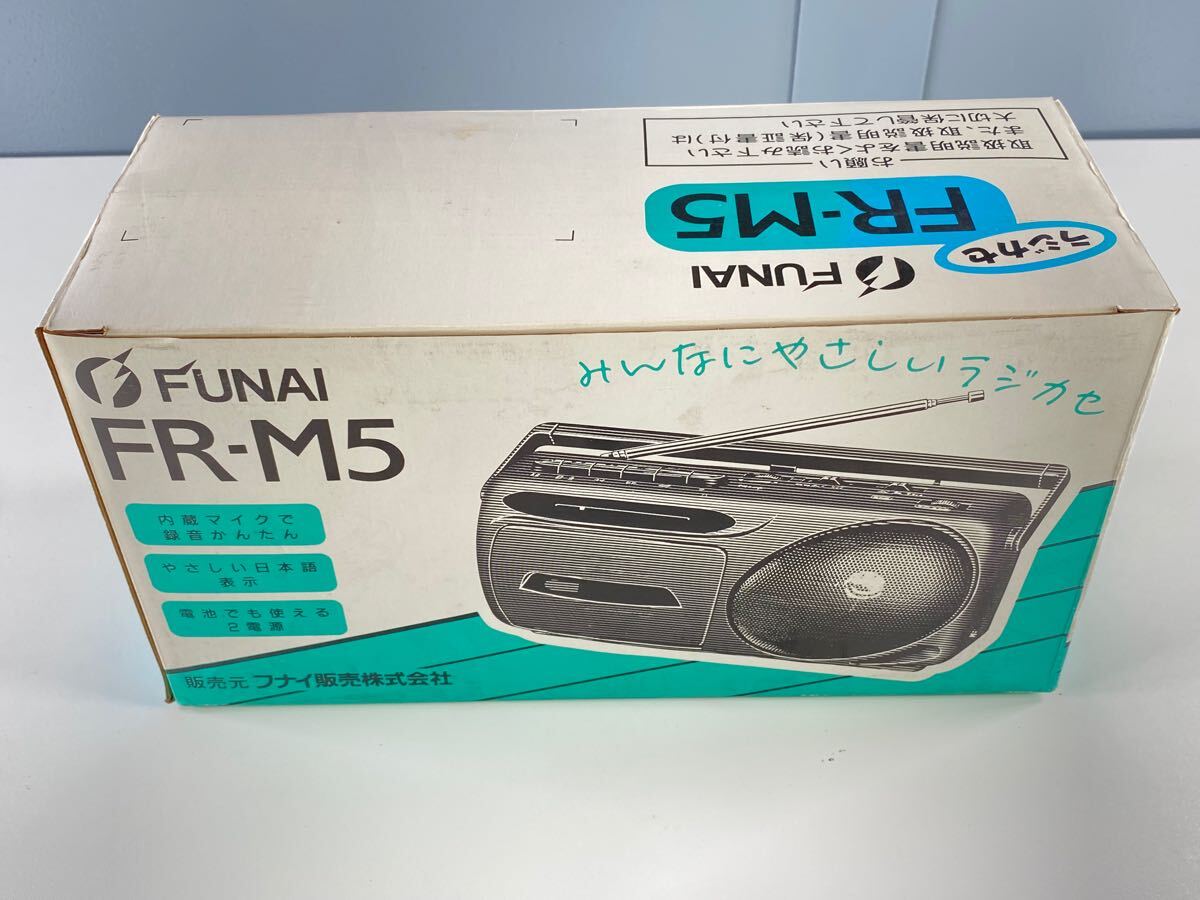 お願い
取扱説明書をよくお読み下さい
また、取扱説明書(保証書付)は
大切に保管して下さい
ラジカセ
FR-M5
FUNAI
FUNAI
FR-M5
みんなにやさしいラジカセ
内蔵マイクで
録音かんたん
やさしい日本語
表示
電池でも使える
2電源
販売元 フナイ販売株式会社